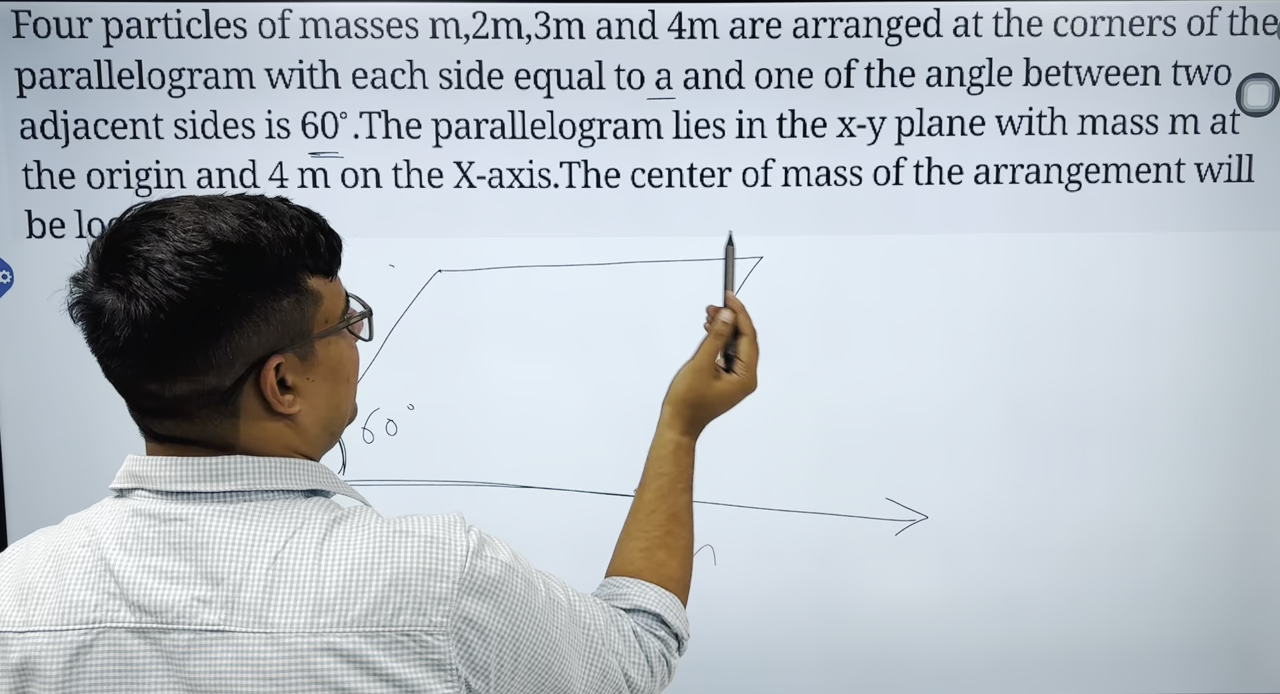 Four particles of masses m,2m,3m and 4m are arranged at the corners of the
parallelogram with each side equal to a and one of the angle between two
adjacent sides is 60°.The parallelogram lies in the x-y plane with mass m at
the origin and 4 m on the X-axis.The center of mass of the arrangement will
be
60°